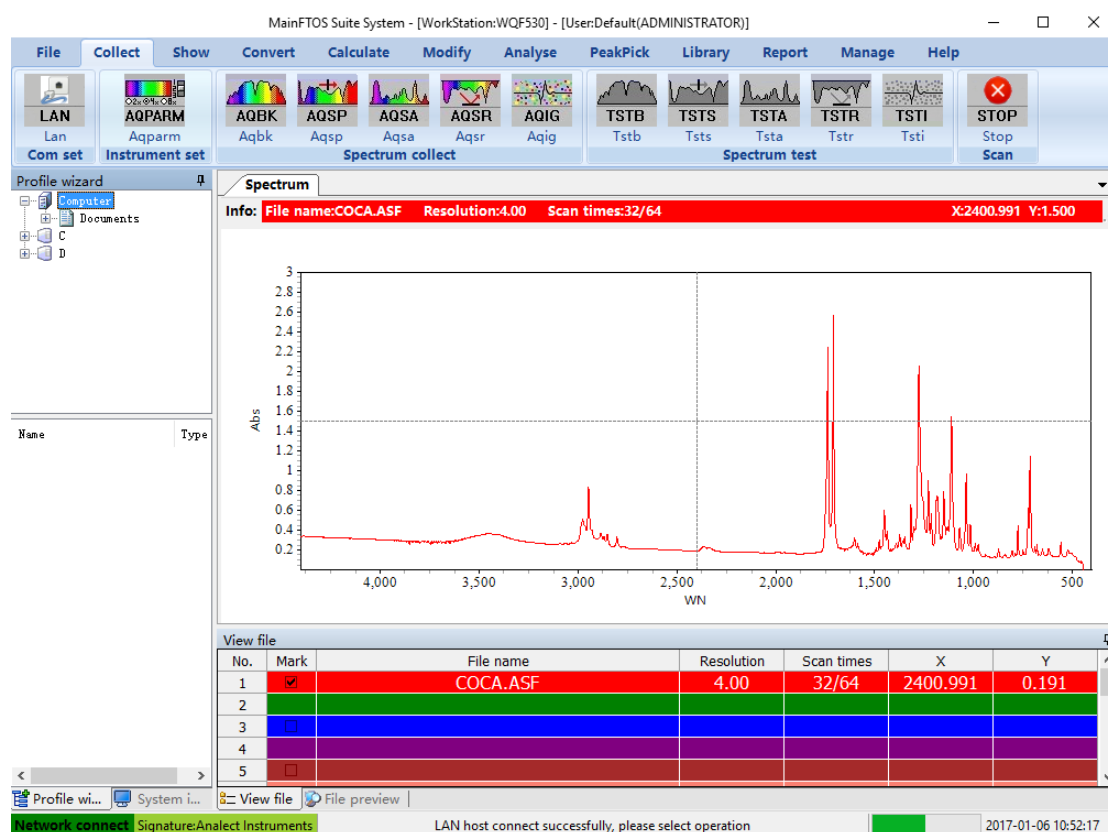 MainFTOS Suite System - [WorkStation:WQF530] - [User:Default(ADMINISTRATOR)]
File Collect Show Convert Calculate Modify Analyse PeakPick Library Report Manage Help
LAN AQPARM AQBK AQSP AQSA AQSR AQIG TSTB TSTS TSTA TSTR TSTI STOP
Lan Aqparm Aqbk Aqsp Aqsa Aqsr Aqig Tstb Tsts Tsta Tstr Tsti Stop
Com set Instrument set Spectrum collect Spectrum test Scan
Profile wizard
Computer
Documents
C
D
Name Type
Profile wi... System i...
Spectrum
Info: File name:COCA.ASF Resolution:4.00 Scan times:32/64 X:2400.991 Y:1.500
3
2.8
2.6
2.4
2.2
2
1.8
1.6
1.4
1.2
1
0.8
0.6
0.4
0.2
Abs
4,000 3,500 3,000 2,500 2,000 1,500 1,000 500
WN
View file
No. Mark File name Resolution Scan times X Y
1 COCA.ASF 4.00 32/64 2400.991 0.191
2
3
4
5
View file File preview
Network connect Signature:Analect Instruments LAN host connect successfully, please select operation 2017-01-06 10:52:17